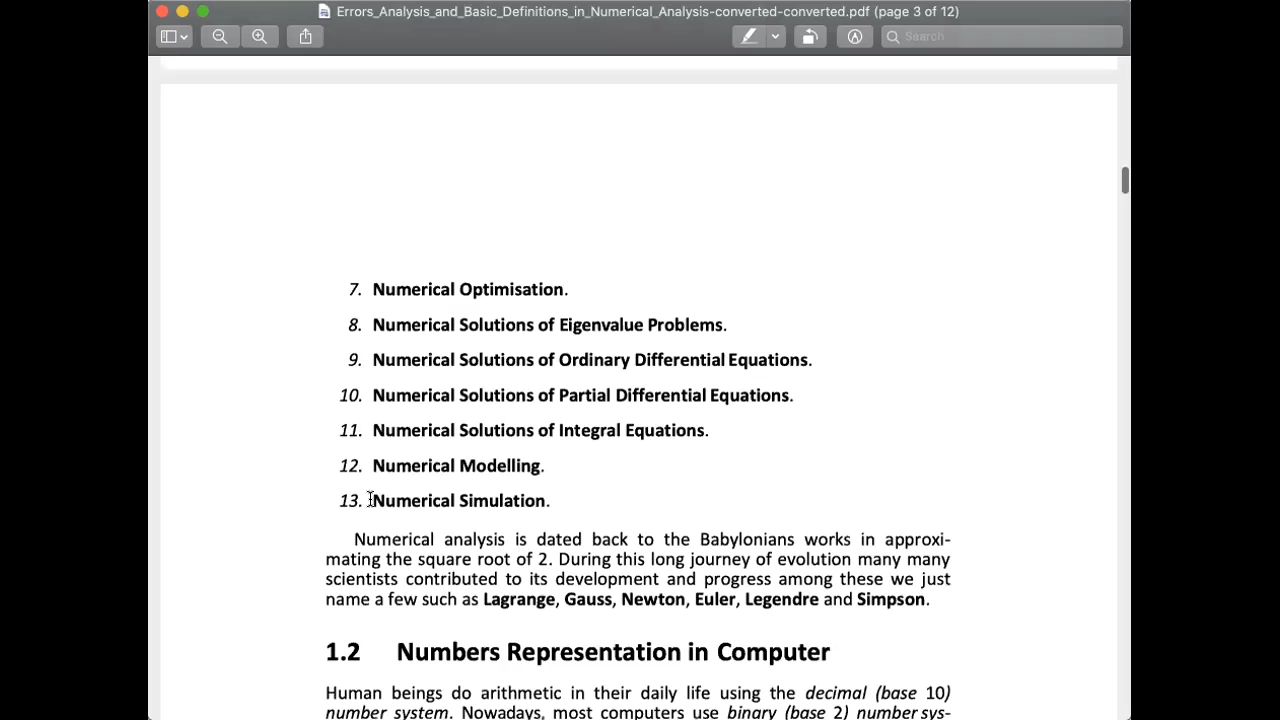 Errors_Analysis_and_Basic_Definitions_in_Numerical_Analysis-converted-converted.pdf (page 3 of 12)
Search
7. Numerical Optimisation.
8. Numerical Solutions of Eigenvalue Problems.
9. Numerical Solutions of Ordinary Differential Equations.
10. Numerical Solutions of Partial Differential Equations.
11. Numerical Solutions of Integral Equations.
12. Numerical Modelling.
13. Numerical Simulation.
Numerical analysis is dated back to the Babylonians works in approxi-
mating the square root of 2. During this long journey of evolution many many
scientists contributed to its development and progress among these we just
name a few such as Lagrange, Gauss, Newton, Euler, Legendre and Simpson.
1.2 Numbers Representation in Computer
Human beings do arithmetic in their daily life using the decimal (base 10)
number system. Nowadays, most computers use binary (base 2) number sys-